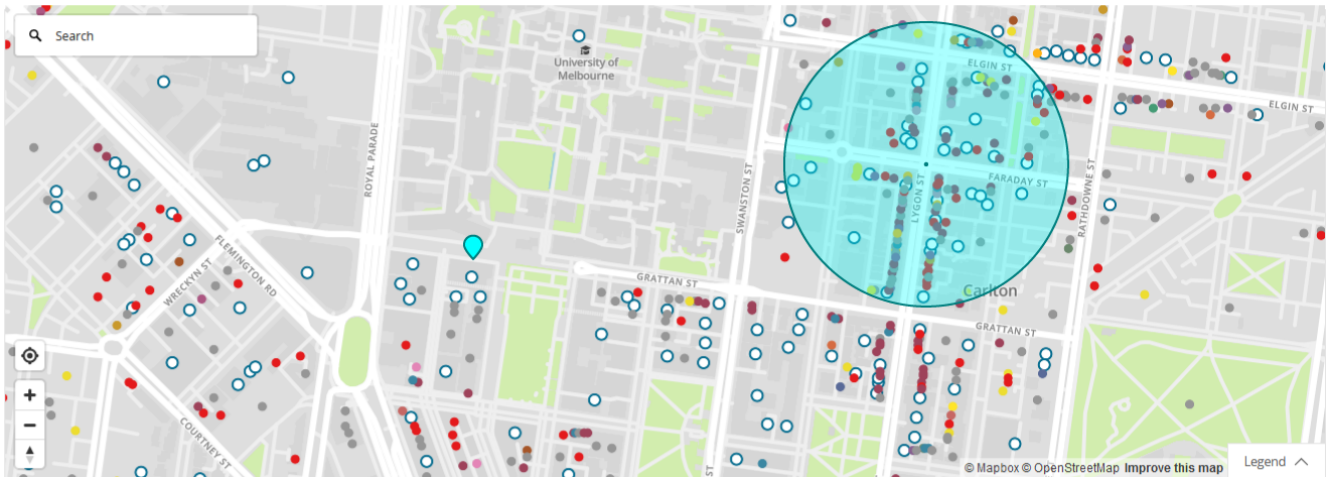 Search
University of
Melbourne
ELGIN ST
ELGIN ST
ROYAL PARADE
SWANSTON ST
LYGON ST
FARADAY ST
RATHDOWNE ST
FLEMINGTON RD
WRECKYN ST
GRATTAN ST
Carlton
GRATTAN ST
COURTNEY ST
ST
© Mapbox © OpenStreetMap Improve this map
Legend